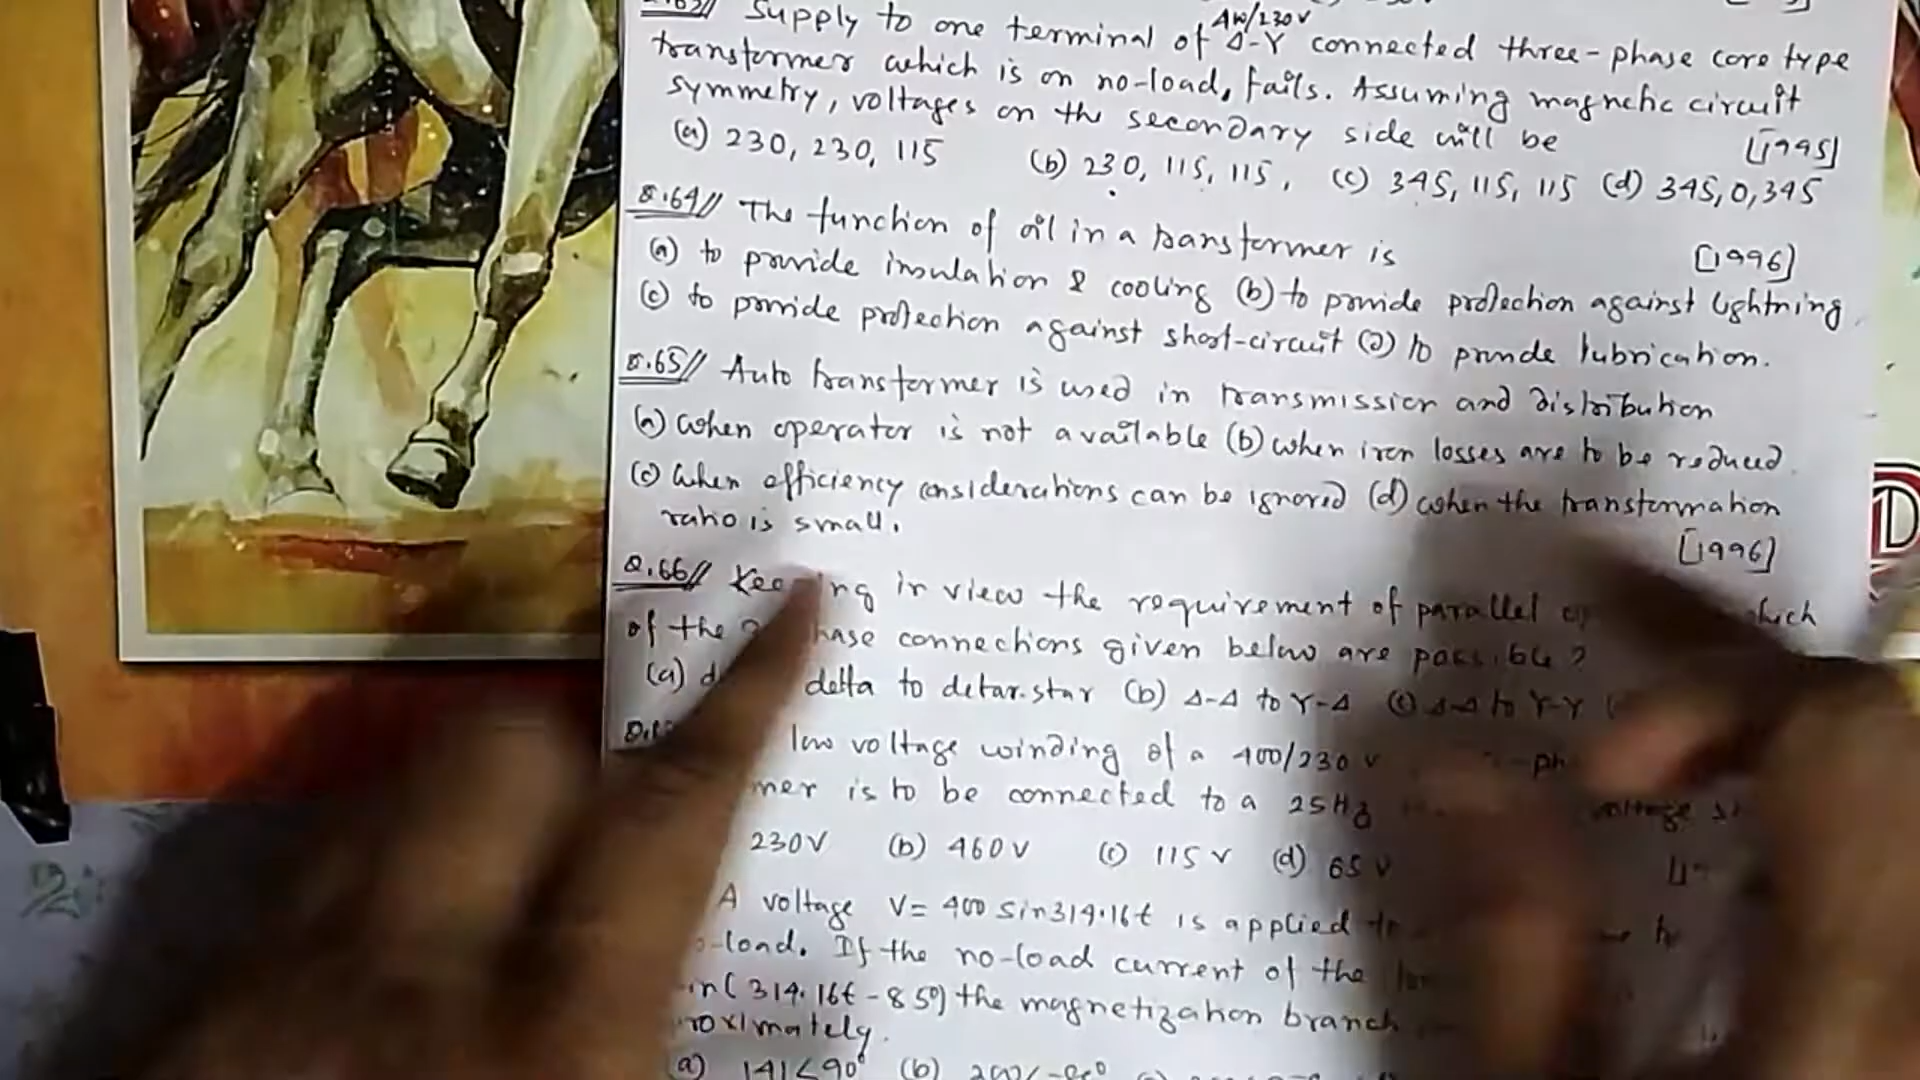 Supply to one terminal of 400/230V Δ-Y connected three-phase core type
transformer which is on no-load, fails. Assuming magnetic circuit
symmetry, voltages on the secondary side will be [1995]
(a) 230, 230, 115 (b) 230, 115, 115, (c) 345, 115, 115 (d) 345, 0, 345
Q.64// The function of oil in a transformer is [1996]
(a) to provide insulation & cooling (b) to provide protection against lightning
(c) to provide protection against short-circuit (d) to provide lubrication.
Q.65// Auto transformer is used in transmission and distribution
(a) when operator is not available (b) when iron losses are to be reduced.
(c) when efficiency considerations can be ignored (d) when the transformation
ratio is small. [1996]
Q.66// in view the requirement of parallel
of the connections given below are possible?
(a) delta to detar-star (b) Δ-Δ to Y-Δ (c) Δ-Δ to Y-Y
low voltage winding of a 400/230 V
is to be connected to a 25Hz
230V (b) 460V (c) 115 V (d) 65 V
A voltage V= 400 sin314.16t is applied
-load. If the no-load current of the
in(314.16t - 85°) the magnetization branch
(a) 141<90° (b)
D